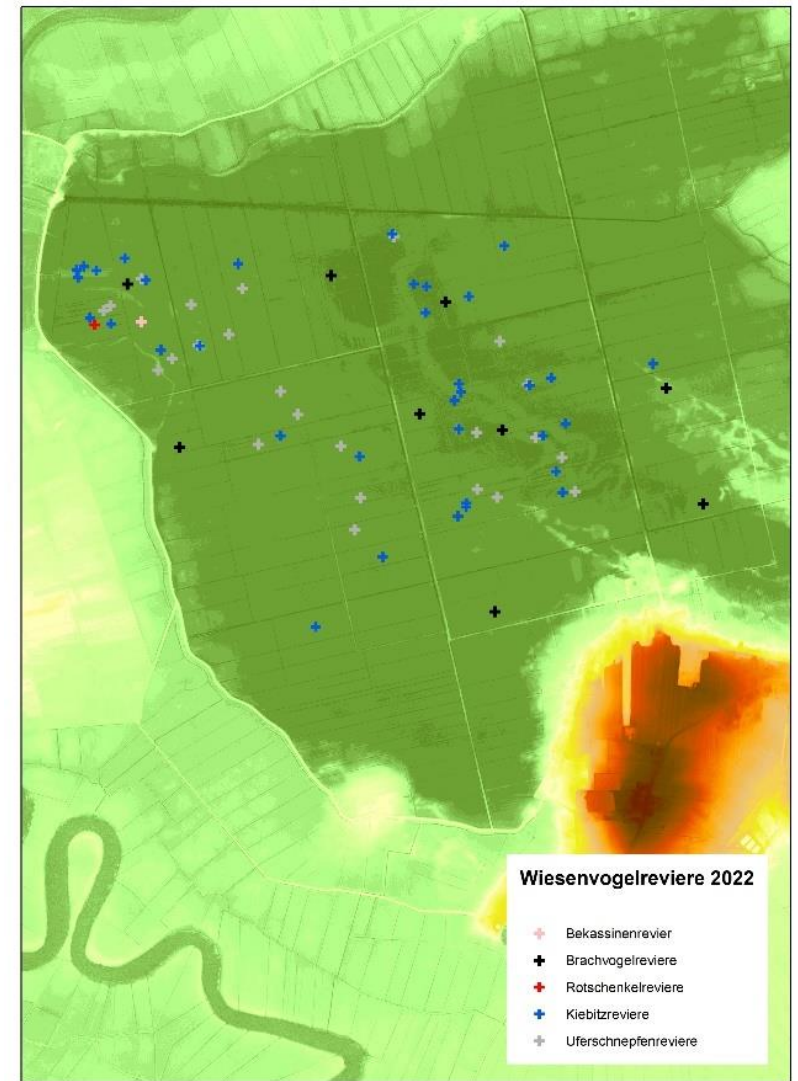 Wiesenvogelreviere 2022
Bekassinenrevier
Brachvogelreviere
Rotschenkelreviere
Kiebitzreviere
Uferschnepfenreviere